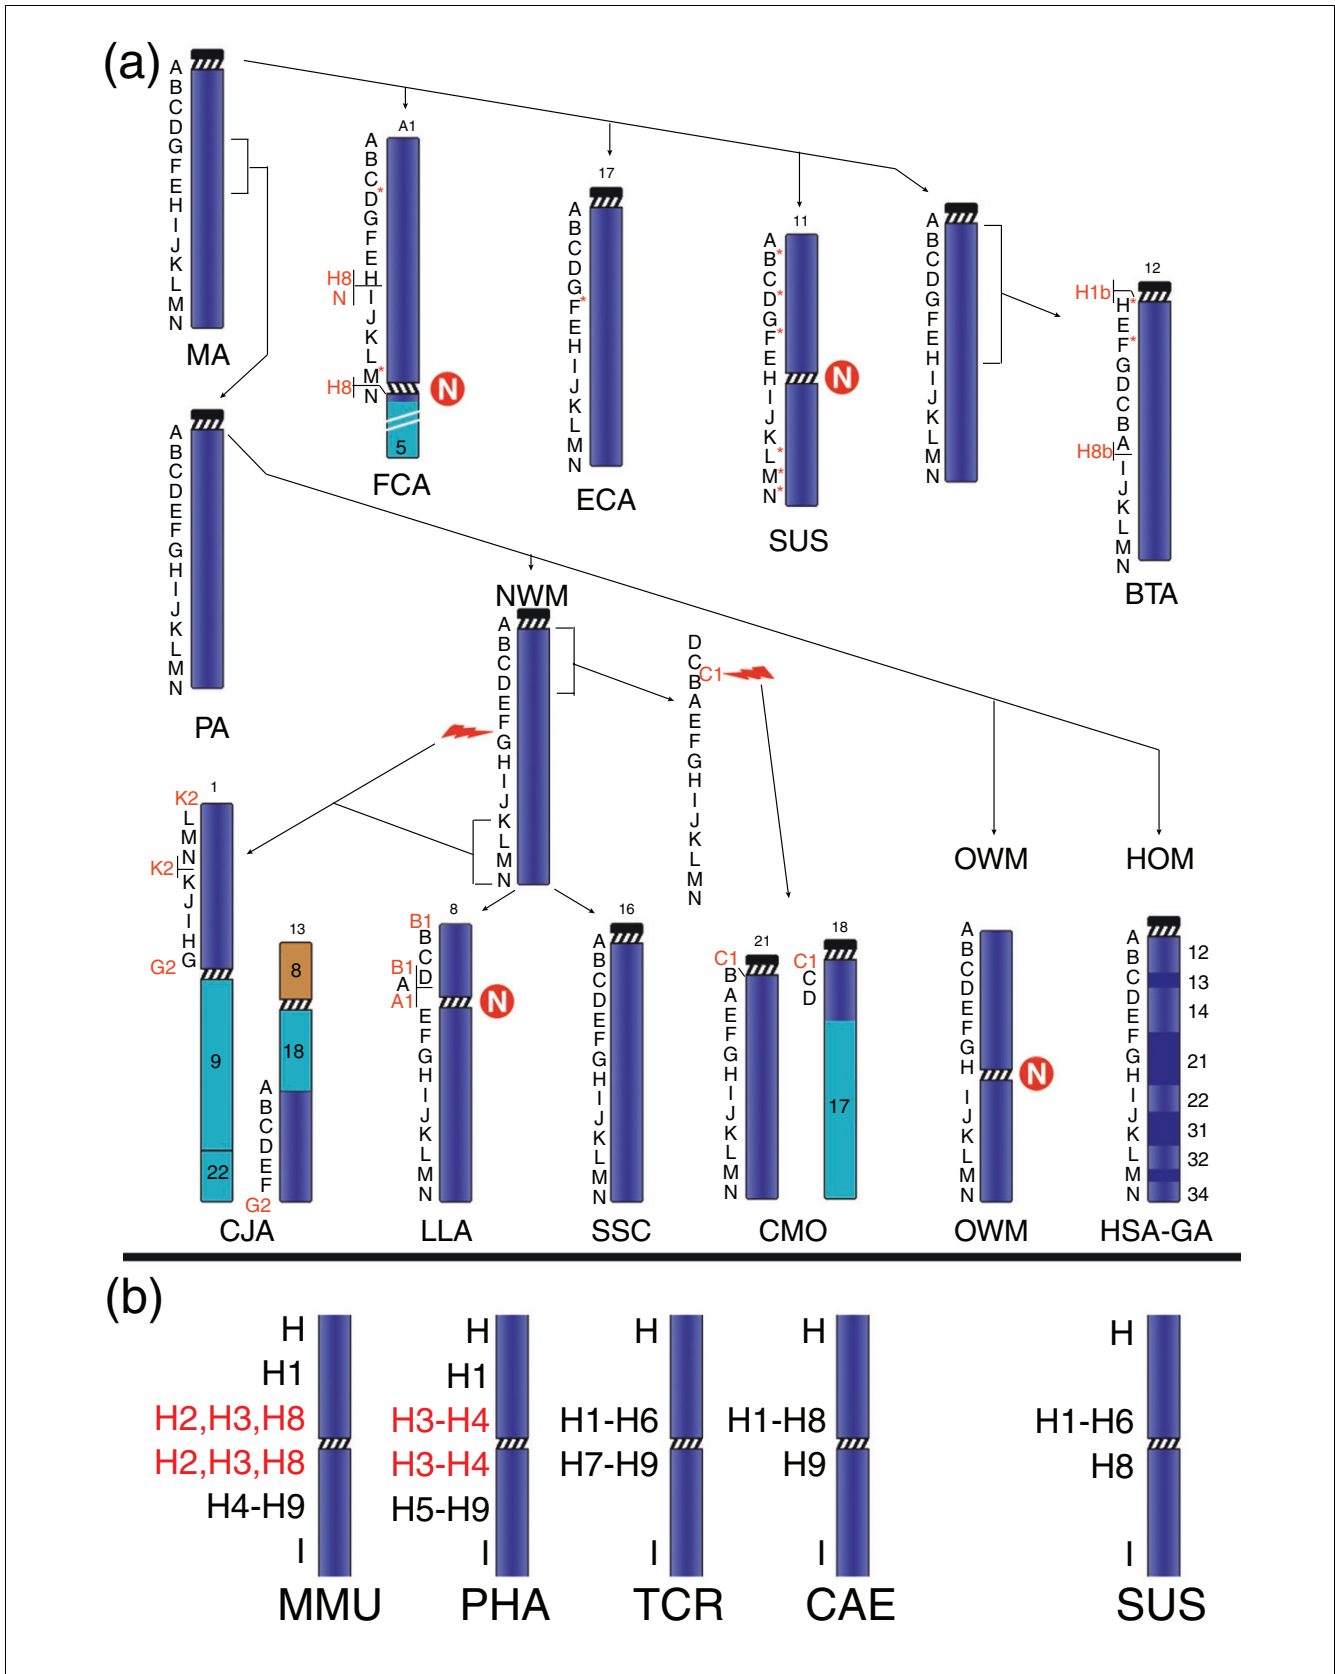 (a)
A
B
C
D
G
F
E
H
I
J
K
L
M
N
MA
A1
A
B
C
*
D
G
F
E
H8
H
N
I
J
K
L
*
M
H8
N
N
5
FCA
17
A
B
C
D
G
*
F
E
H
I
J
K
L
M
N
ECA
11
A
*
B
C
*
D
G
*
F
E
H
I
J
K
*
L
*
M
*
N
N
SUS
A
B
C
D
G
F
E
H
I
J
K
L
M
N
12
H1b
H*
E
F*
G
D
C
B
A
H8b
I
J
K
L
M
N
BTA
A
B
C
D
E
F
G
H
I
J
K
L
M
N
PA
NWM
A
B
C
D
E
F
G
H
I
J
K
L
M
N
D
C
C1
B
A
E
F
G
H
I
J
K
L
M
N
OWM
HOM
1
K2
L
M
N
K2
K
J
I
H
G
G2
9
22
13
8
18
A
B
C
D
E
F
G2
CJA
8
B1
B
C
B1
D
A
A1
N
E
F
G
H
I
J
K
L
M
N
LLA
16
A
B
C
D
E
F
G
H
I
J
K
L
M
N
SSC
21
C1
B
A
E
F
G
H
I
J
K
L
M
N
18
C1
C
D
17
CMO
A
B
C
D
E
F
G
H
N
I
J
K
L
M
N
OWM
A
B
C
D
E
F
G
H
I
J
K
L
M
N
12
13
14
21
22
31
32
34
HSA-GA
(b)
H
H1
H2,H3,H8
H2,H3,H8
H4-H9
I
MMU
H
H1
H3-H4
H3-H4
H5-H9
I
PHA
H
H1-H6
H7-H9
I
TCR
H
H1-H8
H9
I
CAE
H
H1-H6
H8
I
SUS